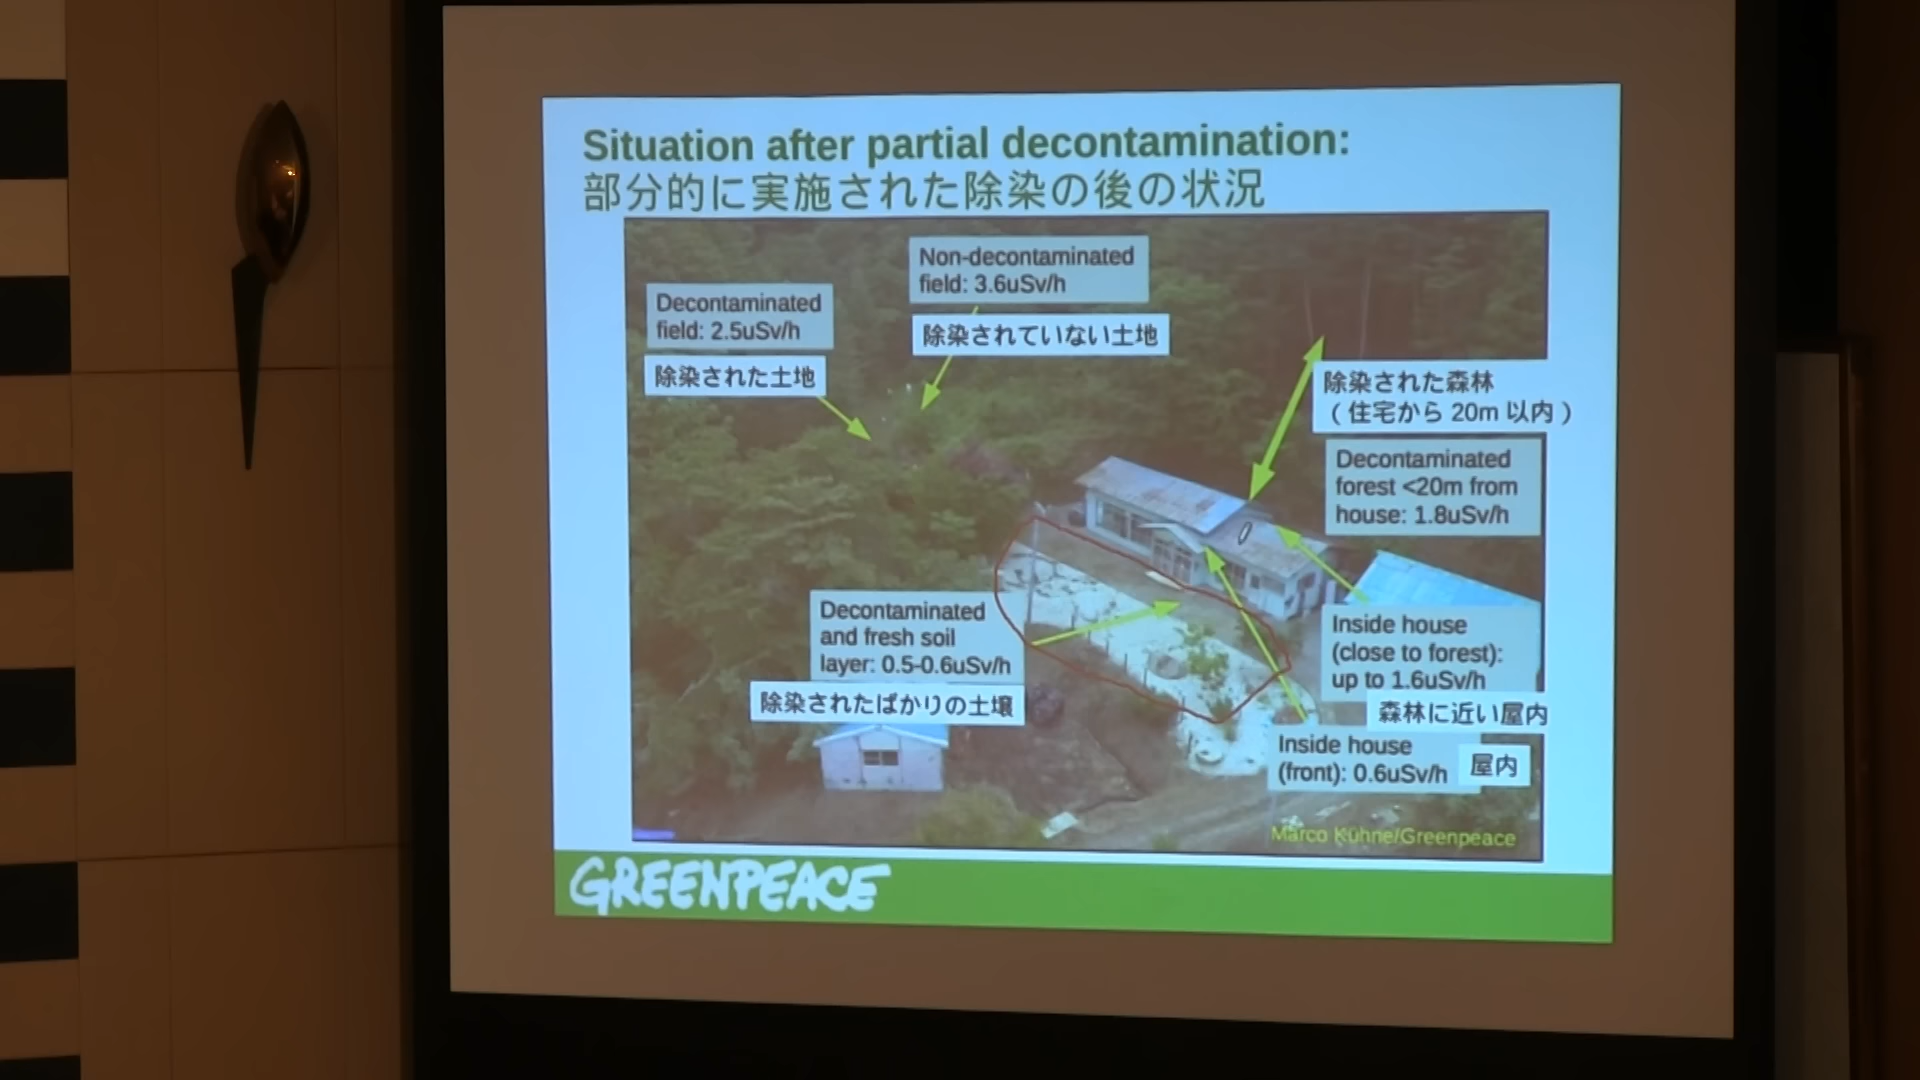 Situation after partial decontamination:
部分的に実施された除染の後の状況
Non-decontaminated
field: 3.6uSv/h
除染されていない土地
Decontaminated
field: 2.5uSv/h
除染された土地
除染された森林
(住宅から 20m 以内)
Decontaminated
forest <20m from
house: 1.8uSv/h
Decontaminated
and fresh soil
layer: 0.5-0.6uSv/h
除染されたばかりの土壌
Inside house
(close to forest):
up to 1.6uSv/h
森林に近い屋内
Inside house
(front): 0.6uSv/h
屋内
Marco Kühne/Greenpeace
GREENPEACE